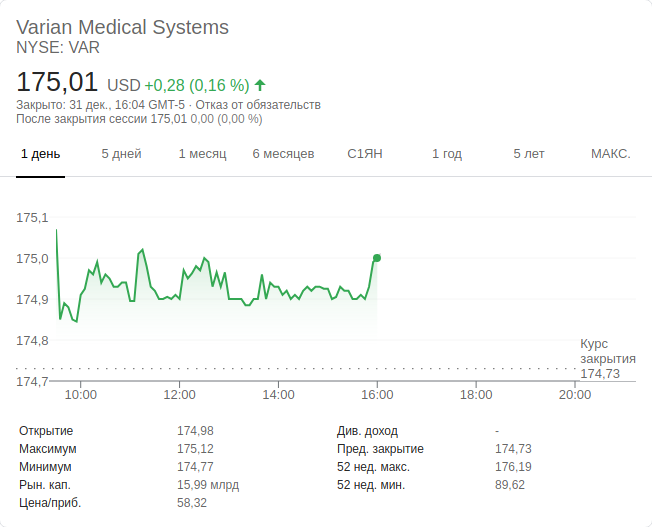 Varian Medical Systems
NYSE: VAR
175,01 USD +0,28 (0,16 %)
Закрыто: 31 дек., 16:04 GMT-5 · Отказ от обязательств
После закрытия сессии 175,01 0,00 (0,00 %)
1 день 5 дней 1 месяц 6 месяцев С1ЯН 1 год 5 лет МАКС.
175,1
175,0
174,9
174,8
174,7
Курс
закрытия
174,73
10:00 12:00 14:00 16:00 18:00 20:00
Открытие 174,98 Див. доход -
Максимум 175,12 Пред. закрытие 174,73
Минимум 174,77 52 нед. макс. 176,19
Рын. кап. 15,99 млрд 52 нед. мин. 89,62
Цена/приб. 58,32